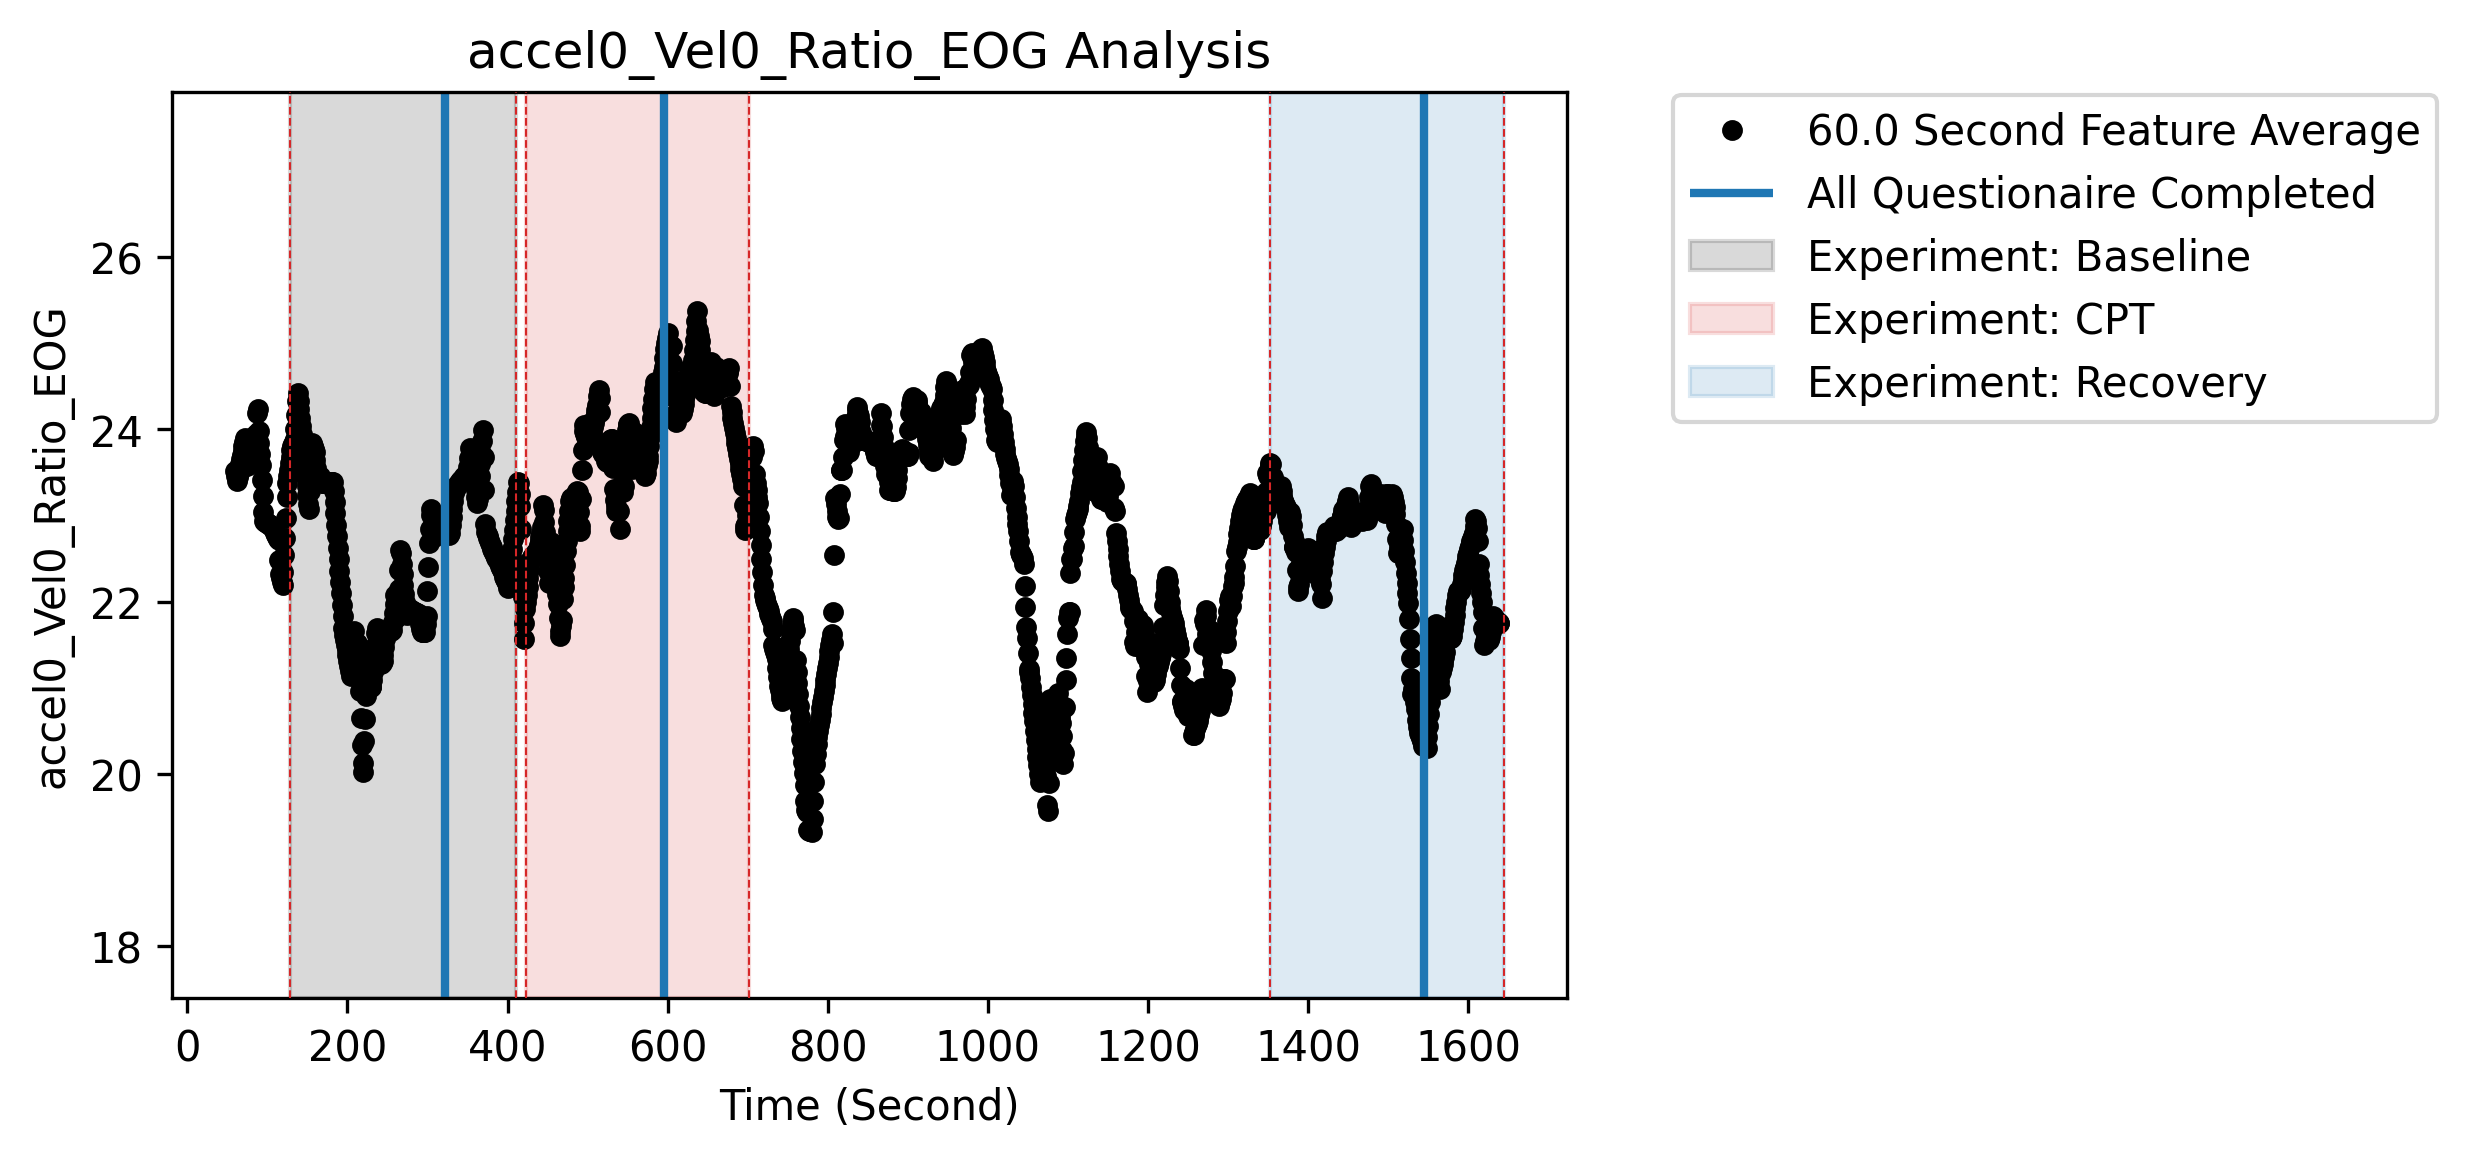 accel0_Vel0_Ratio_EOG Analysis
accel0_Vel0_Ratio_EOG
26
24
22
20
18
0 200 400 600 800 1000 1200 1400 1600
Time (Second)
60.0 Second Feature Average
All Questionaire Completed
Experiment: Baseline
Experiment: CPT
Experiment: Recovery